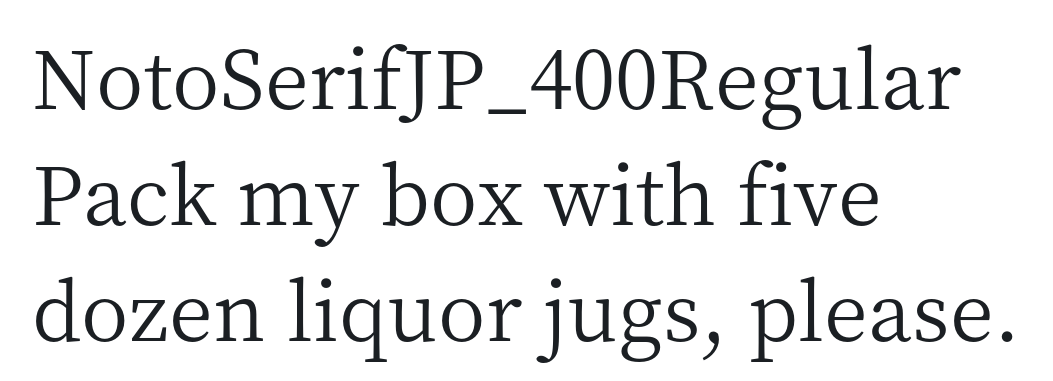 NotoSerifJP_400Regular
Pack my box with five
dozen liquor jugs, please.